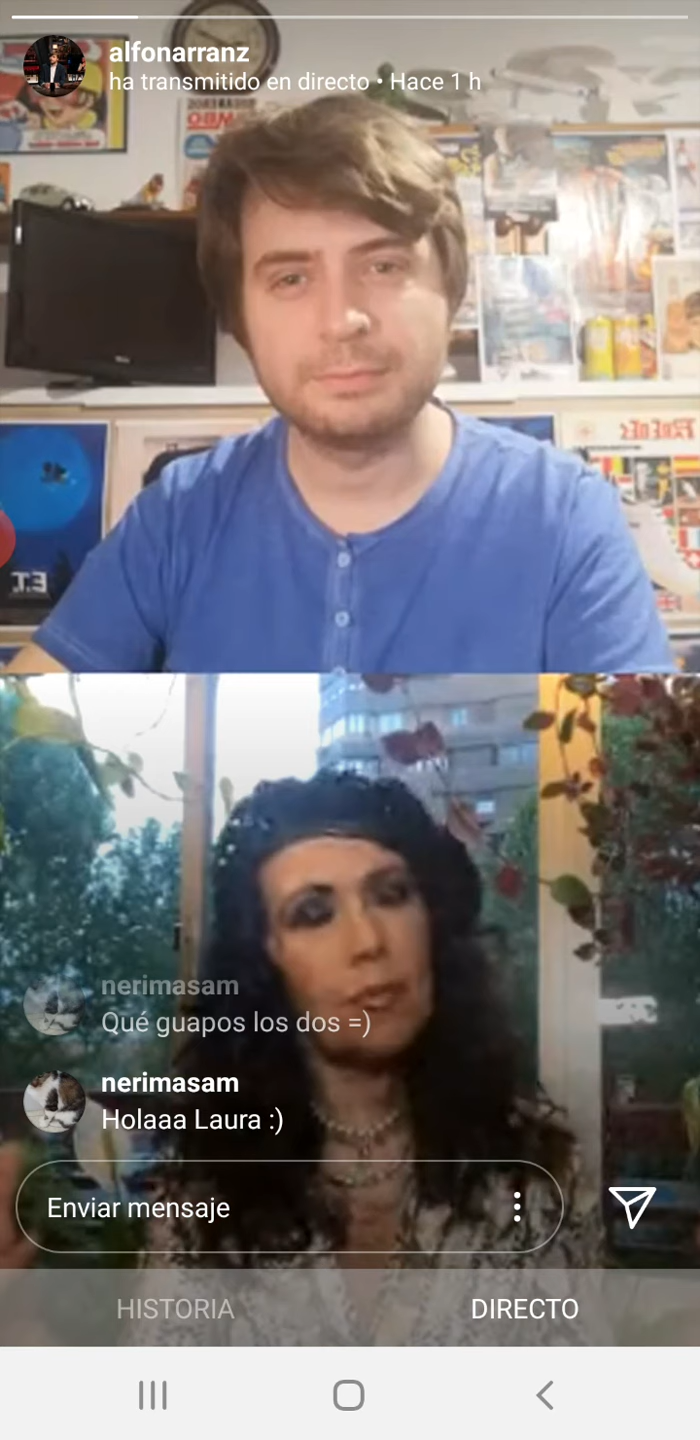 alfonarranz
ha transmitido en directo • Hace 1 h
E.T.
nerimasam
Qué guapos los dos =)
nerimasam
Holaaa Laura :)
Enviar mensaje
HISTORIA
DIRECTO